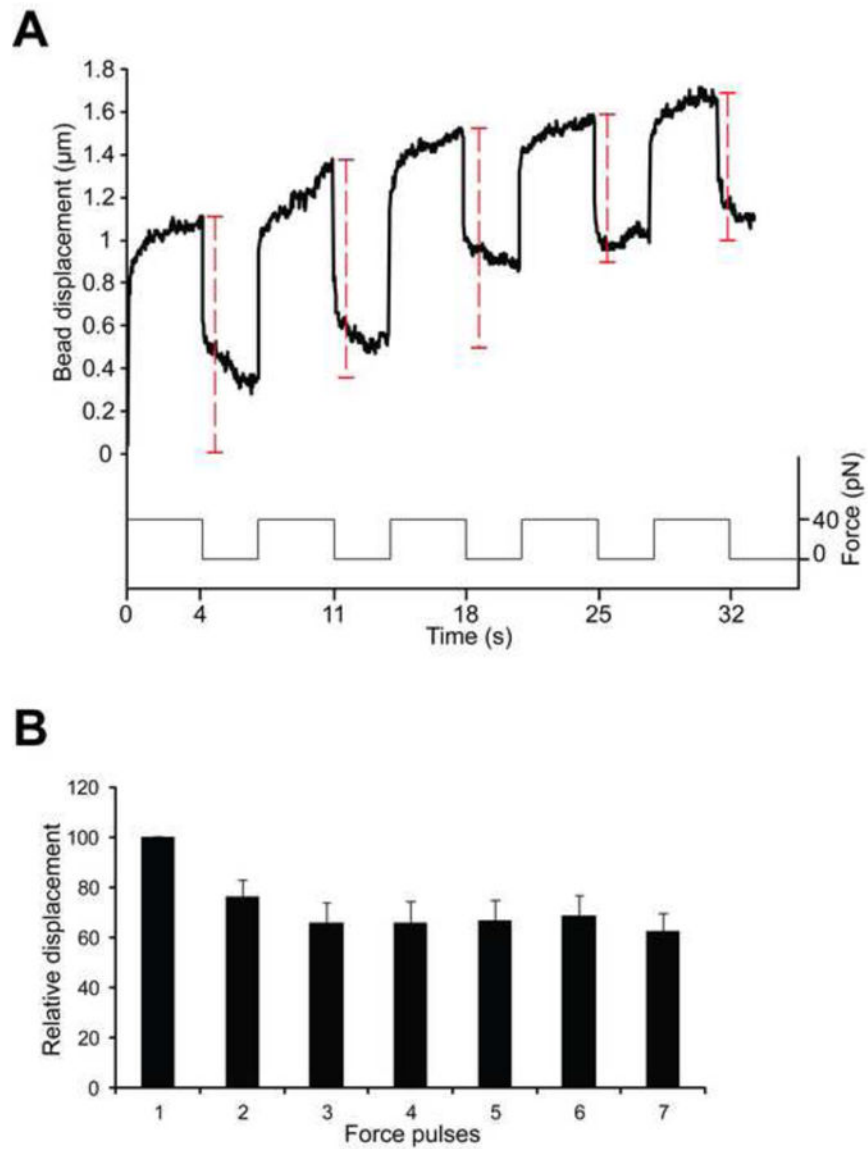 A
Bead displacement (µm)
1.8
1.6
1.4
1.2
1
0.8
0.6
0.4
0.2
0
Force (pN)
40
0
0 4 11 18 25 32
Time (s)
B
Relative displacement
120
100
80
60
40
20
0
1 2 3 4 5 6 7
Force pulses